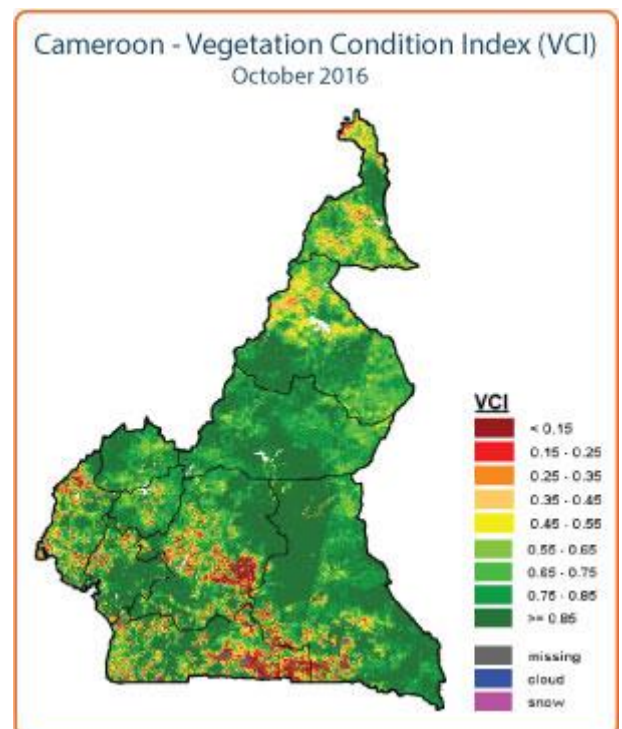 Cameroon - Vegetation Condition Index (VCI)
October 2016
VCI
< 0.15
0.15 - 0.25
0.25 - 0.35
0.35 - 0.45
0.45 - 0.55
0.55 - 0.65
0.65 - 0.75
0.75 - 0.85
>= 0.85
missing
cloud
snow